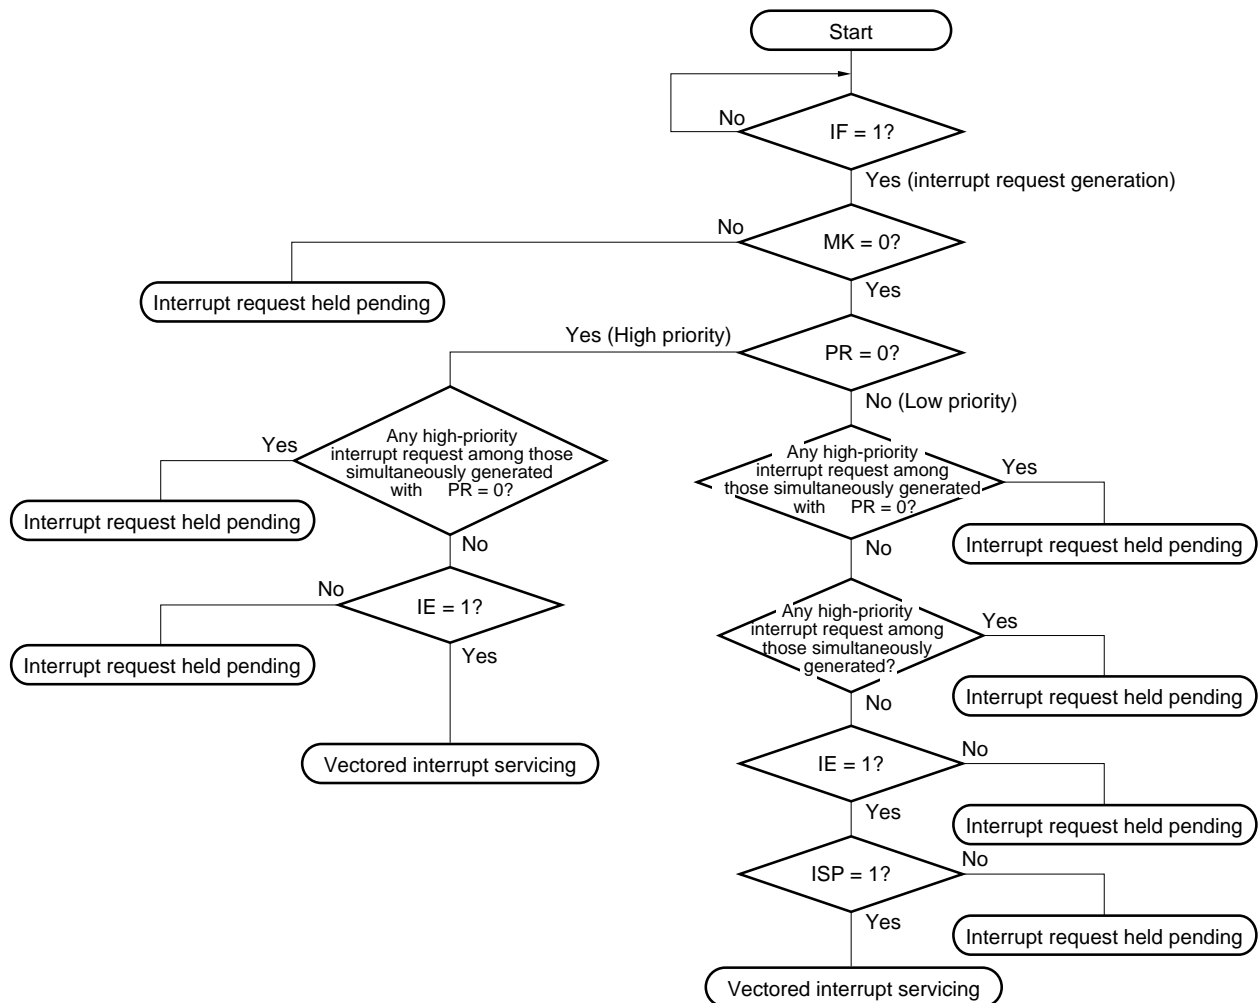 Start
No
IF = 1?
Yes (interrupt request generation)
No
MK = 0?
Interrupt request held pending
Yes
Yes (High priority)
PR = 0?
No (Low priority)
Yes
Any high-priority
interrupt request among those
simultaneously generated
with PR = 0?
Any high-priority
interrupt request among
those simultaneously generated
with PR = 0?
Yes
Interrupt request held pending
No
Interrupt request held pending
No
No
IE = 1?
Any high-priority
interrupt request among
those simultaneously
generated?
Yes
Interrupt request held pending
Yes
Interrupt request held pending
No
Vectored interrupt servicing
IE = 1?
No
Yes
Interrupt request held pending
ISP = 1?
No
Yes
Interrupt request held pending
Vectored interrupt servicing